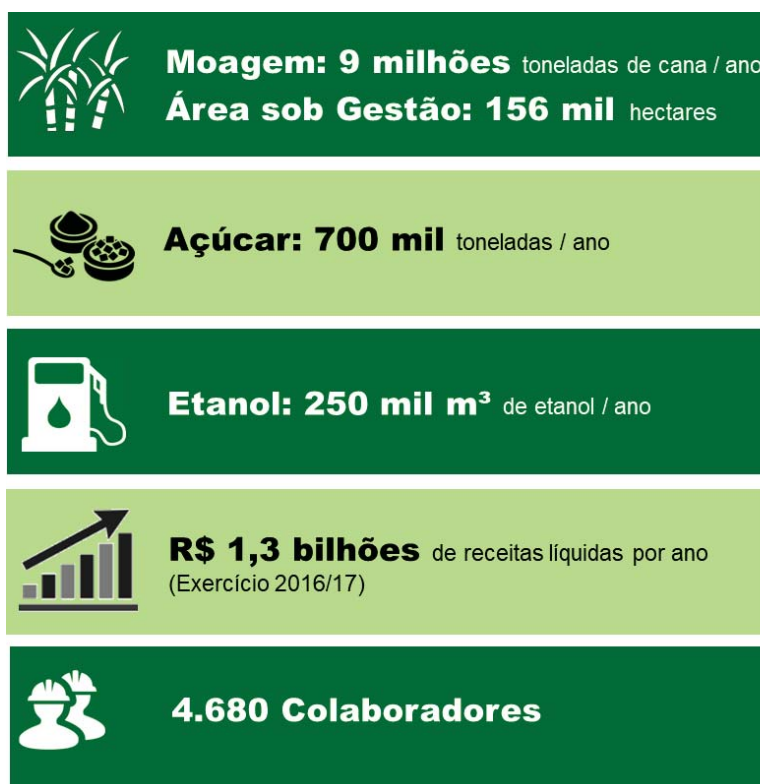 Moagem: 9 milhões toneladas de cana / ano
Área sob Gestão: 156 mil hectares
Açúcar: 700 mil toneladas / ano
Etanol: 250 mil m³ de etanol / ano
R$ 1,3 bilhões de receitas líquidas por ano
(Exercício 2016/17)
4.680 Colaboradores